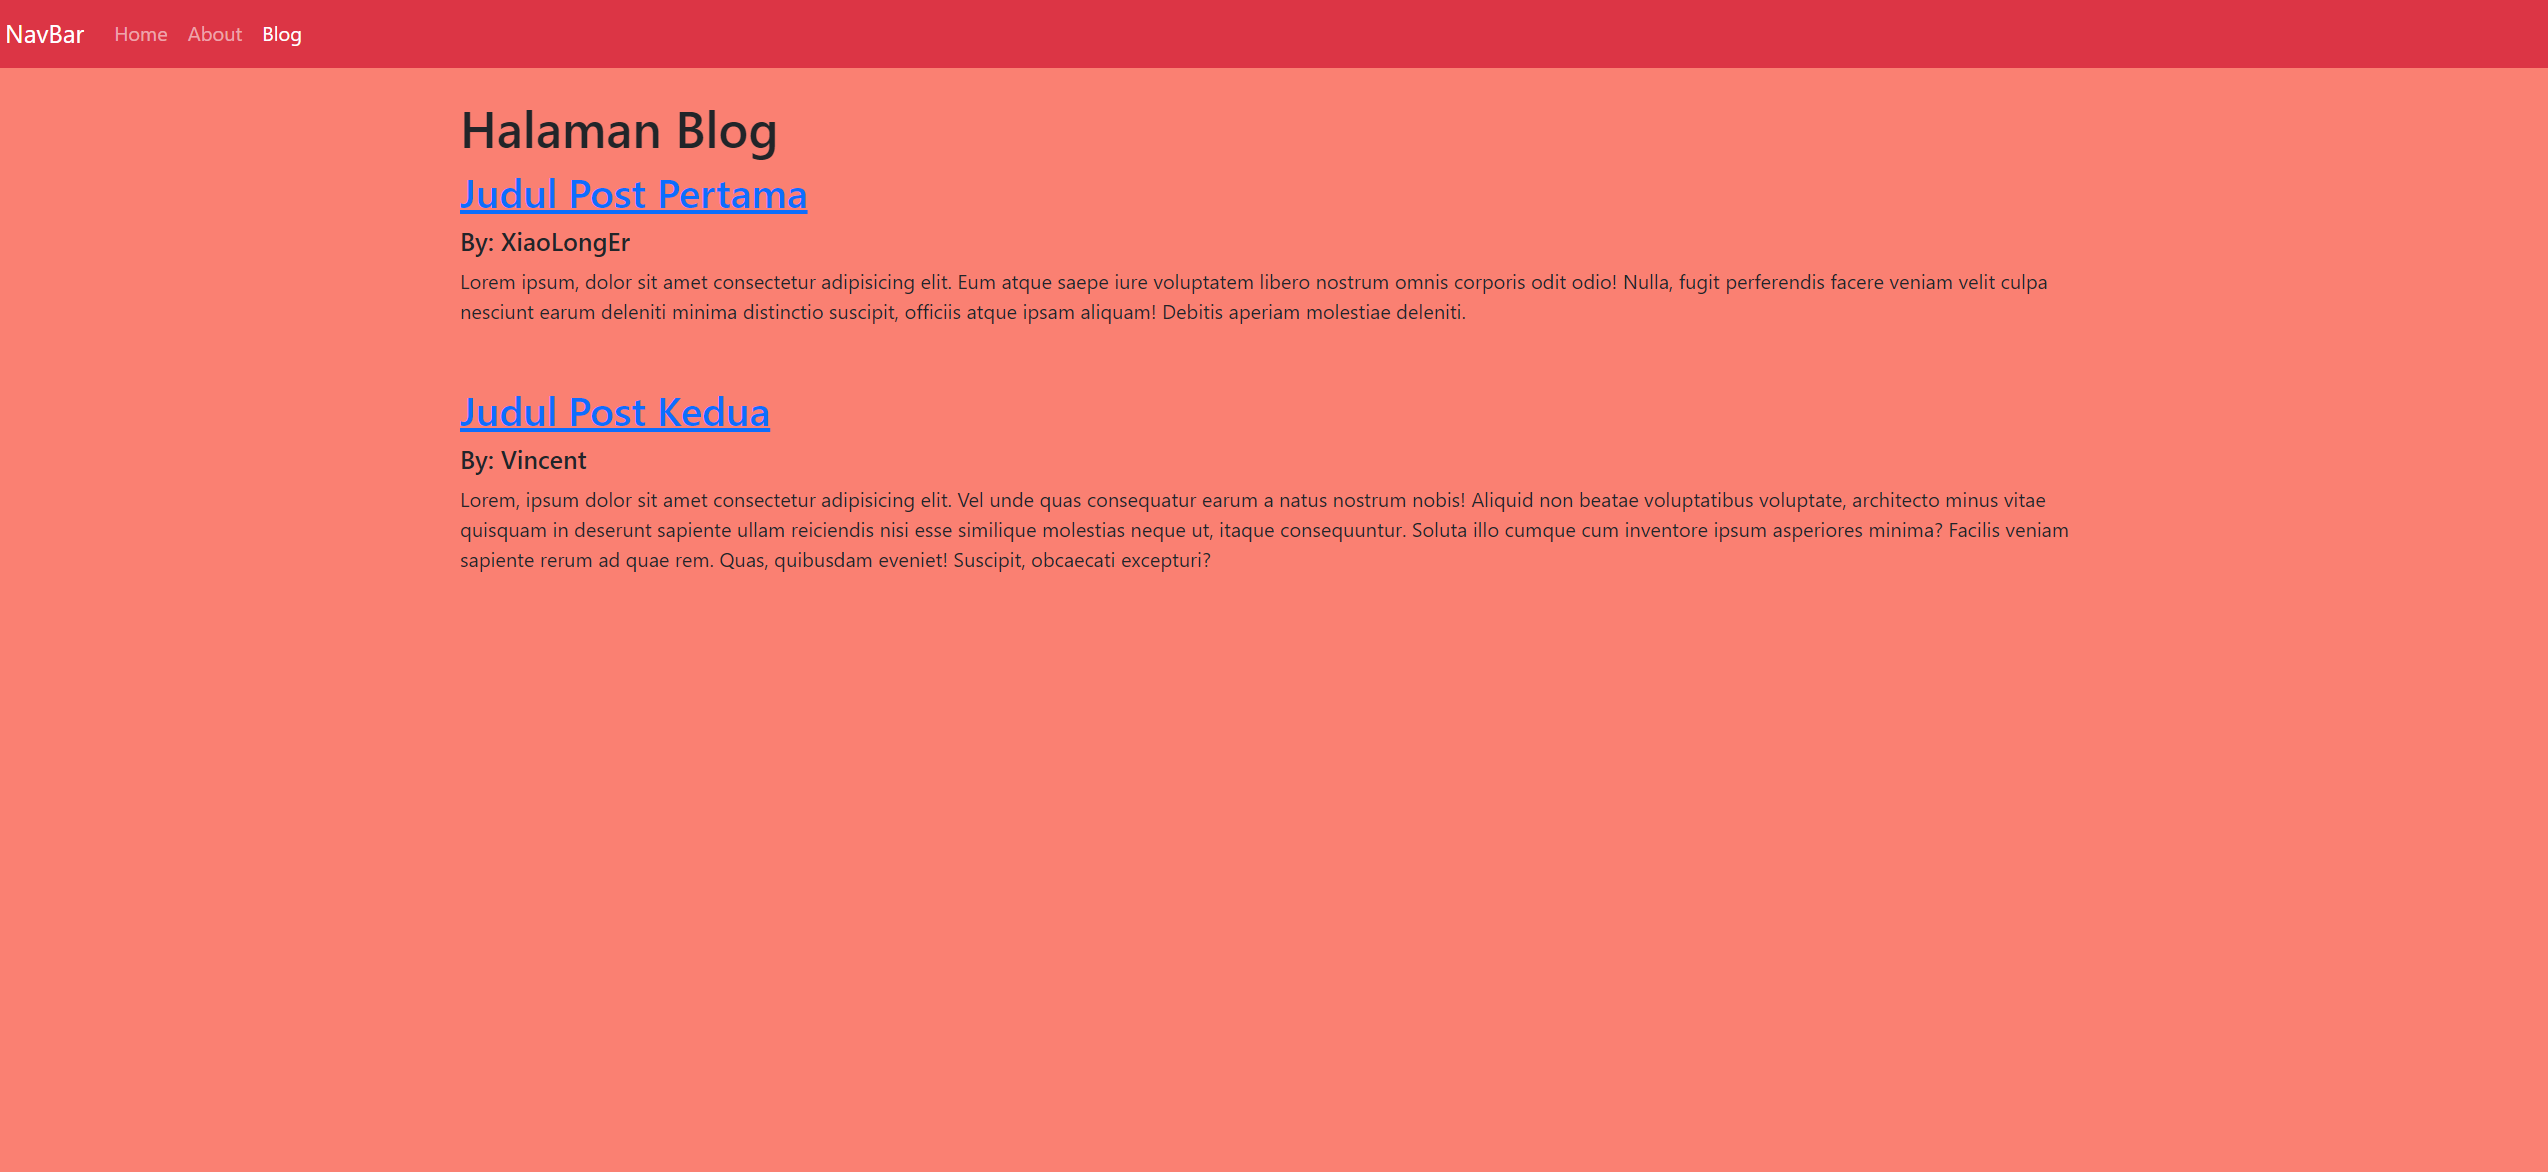 NavBar Home About Blog
Halaman Blog
Judul Post Pertama
By: XiaoLongEr
Lorem ipsum, dolor sit amet consectetur adipisicing elit. Eum atque saepe iure voluptatem libero nostrum omnis corporis odit odio! Nulla, fugit perferendis facere veniam velit culpa
nesciunt earum deleniti minima distinctio suscipit, officiis atque ipsam aliquam! Debitis aperiam molestiae deleniti.
Judul Post Kedua
By: Vincent
Lorem, ipsum dolor sit amet consectetur adipisicing elit. Vel unde quas consequatur earum a natus nostrum nobis! Aliquid non beatae voluptatibus voluptate, architecto minus vitae
quisquam in deserunt sapiente ullam reiciendis nisi esse similique molestias neque ut, itaque consequuntur. Soluta illo cumque cum inventore ipsum asperiores minima? Facilis veniam
sapiente rerum ad quae rem. Quas, quibusdam eveniet! Suscipit, obcaecati excepturi?